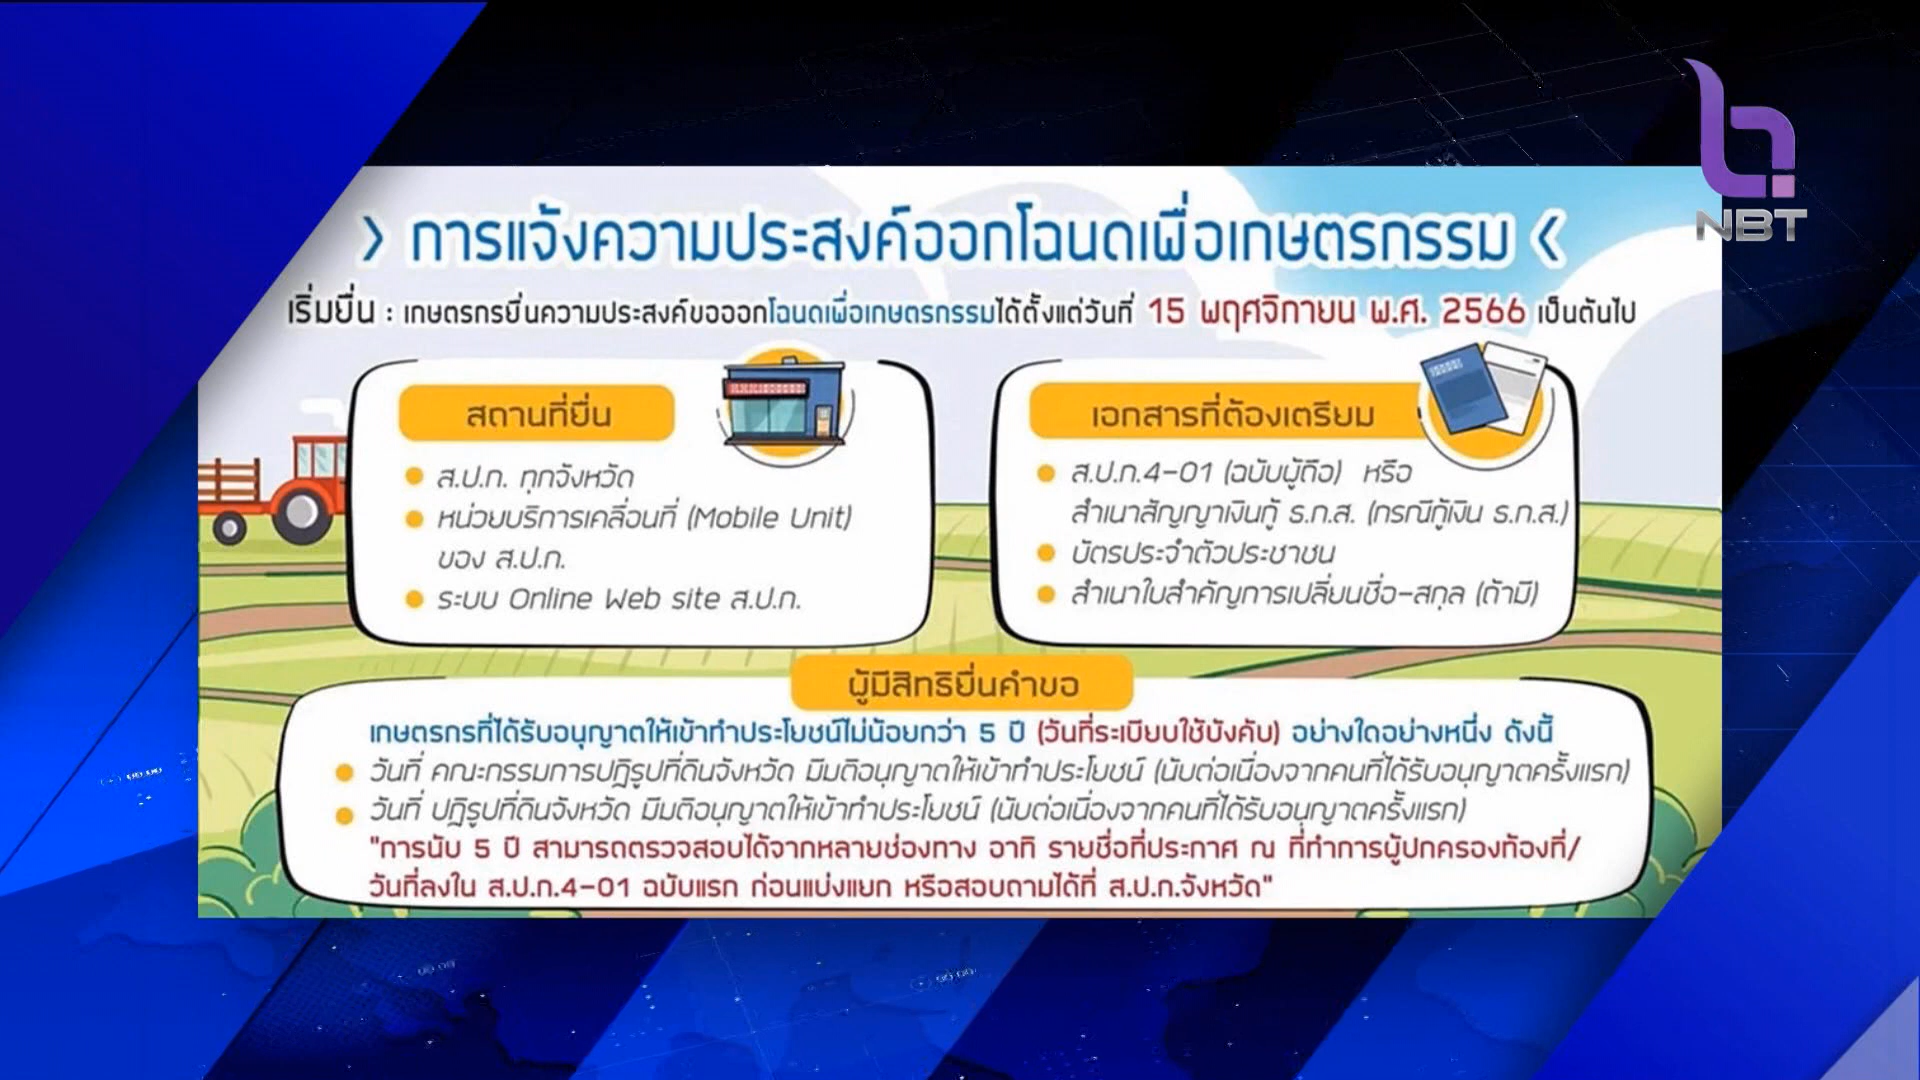 NBT
การแจ้งความประสงค์ออกโฉนดเพื่อเกษตรกรรม
เริ่มยื่น : เกษตรกรยื่นความประสงค์ขอออกโฉนดเพื่อเกษตรกรรมได้ตั้งแต่วันที่ 15 พฤศจิกายน พ.ศ. 2566 เป็นต้นไป
สถานที่ยื่น
ส.ป.ก. ทุกจังหวัด
หน่วยบริการเคลื่อนที่ (Mobile Unit)
ของ ส.ป.ก.
ระบบ Online Web site ส.ป.ก.
เอกสารที่ต้องเตรียม
ส.ป.ก.4-01 (ฉบับผู้ถือ) หรือ
สำเนาสัญญาเงินกู้ ธ.ก.ส. (กรณีกู้เงิน ธ.ก.ส.)
บัตรประจำตัวประชาชน
สำเนาใบสำคัญการเปลี่ยนชื่อ-สกุล (ถ้ามี)
ผู้มีสิทธิยื่นคำขอ
เกษตรกรที่ได้รับอนุญาตให้เข้าทำประโยชน์ไม่น้อยกว่า 5 ปี (วันที่ระเบียบใช้บังคับ) อย่างใดอย่างหนึ่ง ดังนี้
วันที่ คณะกรรมการปฏิรูปที่ดินจังหวัด มีมติอนุญาตให้เข้าทำประโยชน์ (นับต่อเนื่องจากคนที่ได้รับอนุญาตครั้งแรก)
วันที่ ปฏิรูปที่ดินจังหวัด มีมติอนุญาตให้เข้าทำประโยชน์ (นับต่อเนื่องจากคนที่ได้รับอนุญาตครั้งแรก)
"การนับ 5 ปี สามารถตรวจสอบได้จากหลายช่องทาง อาทิ รายชื่อที่ประกาศ ณ ที่ทำการผู้ปกครองท้องที่/
วันที่ลงใน ส.ป.ก.4-01 ฉบับแรก ก่อนแบ่งแยก หรือสอบถามได้ที่ ส.ป.ก.จังหวัด"